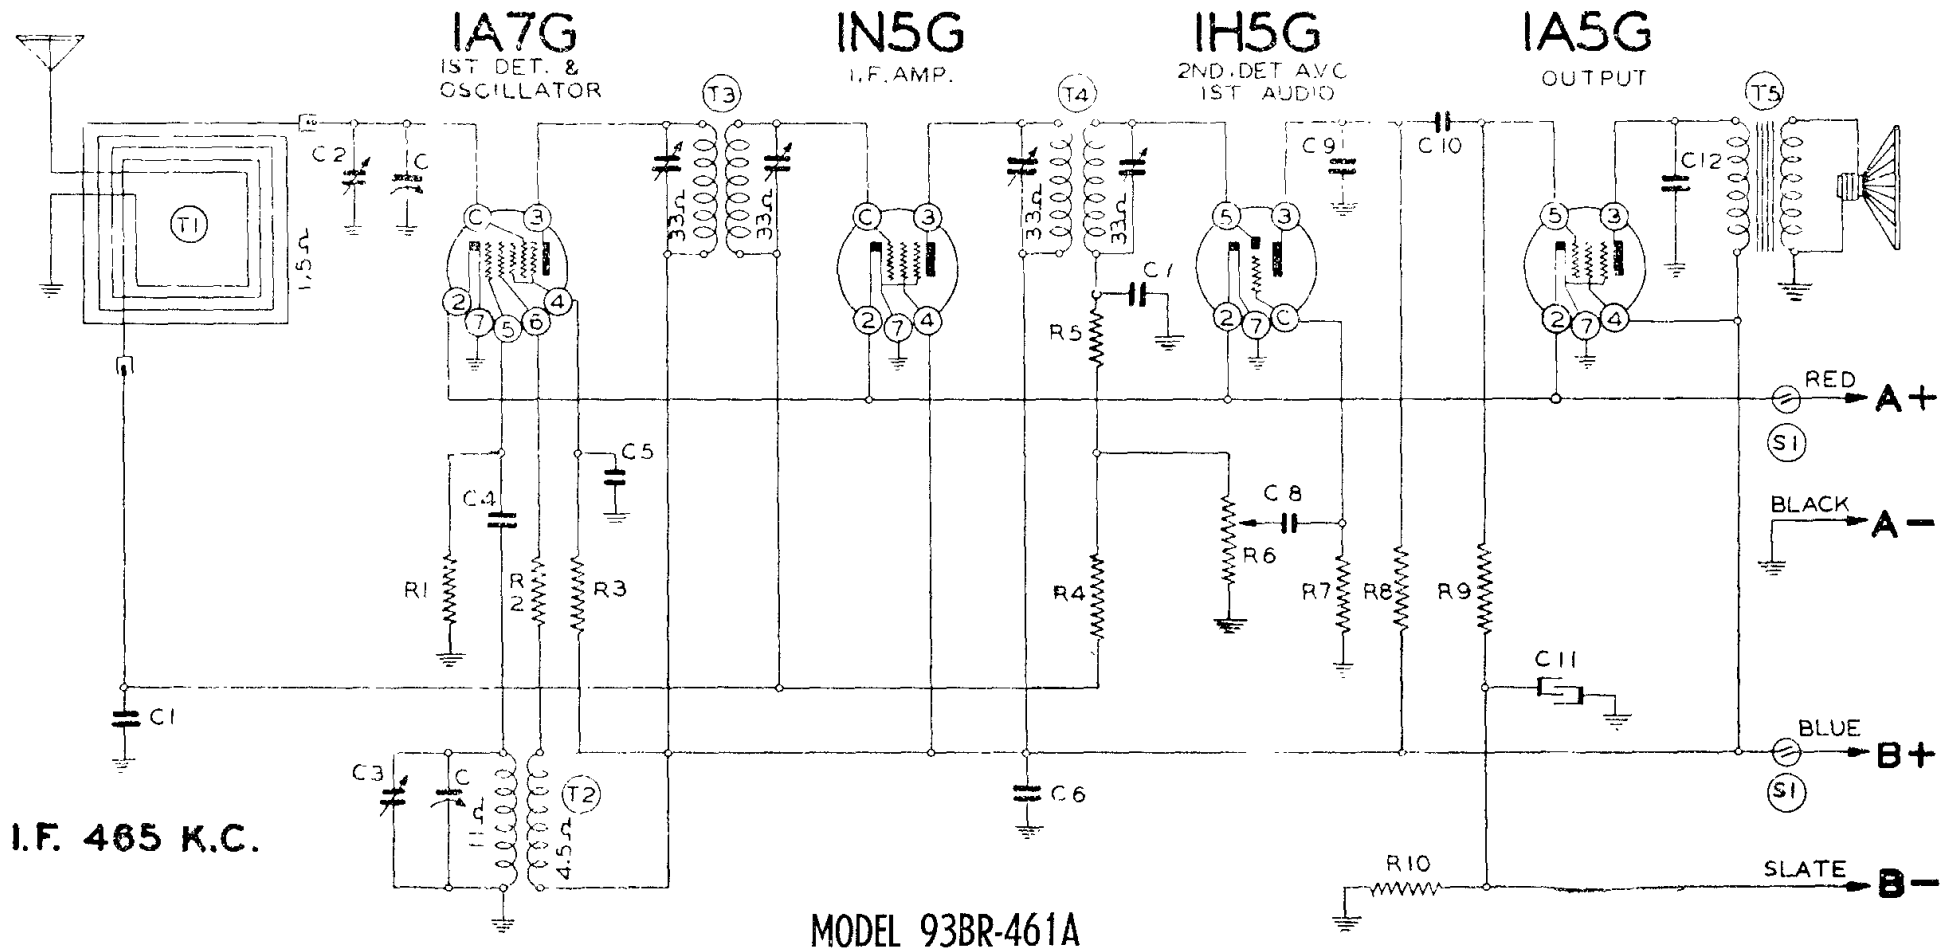 1A7G
1ST DET. &
OSCILLATOR
1N5G
I.F. AMP.
1H5G
2ND. DET AVC
1ST AUDIO
1A5G
OUTPUT
T3
T4
T5
C2
C
C9
C10
C12
33Ω
33Ω
33Ω
33Ω
T1
1.5Ω
C
3
2
7
5
6
4
C
3
2
7
4
5
3
2
7
C
5
3
2
7
4
C7
R5
RED
A+
S1
C5
C4
C8
BLACK
A-
R1
R
2
R3
R4
R6
R7
R8
R9
C11
C1
BLUE
B+
S1
C3
C
11Ω
4.5Ω
T2
C6
I.F. 465 K.C.
R10
SLATE
B-
MODEL 93BR-461A